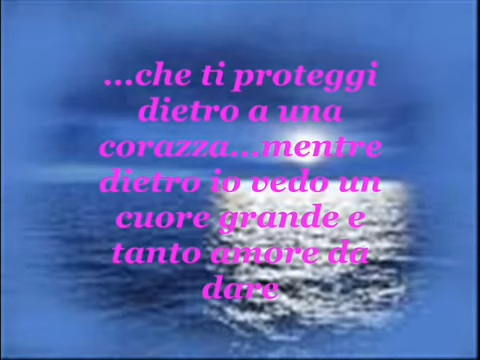 ...che ti proteggi
dietro a una
corazza...mentre
dietro io vedo un
cuore grande e
tanto amore da
dare